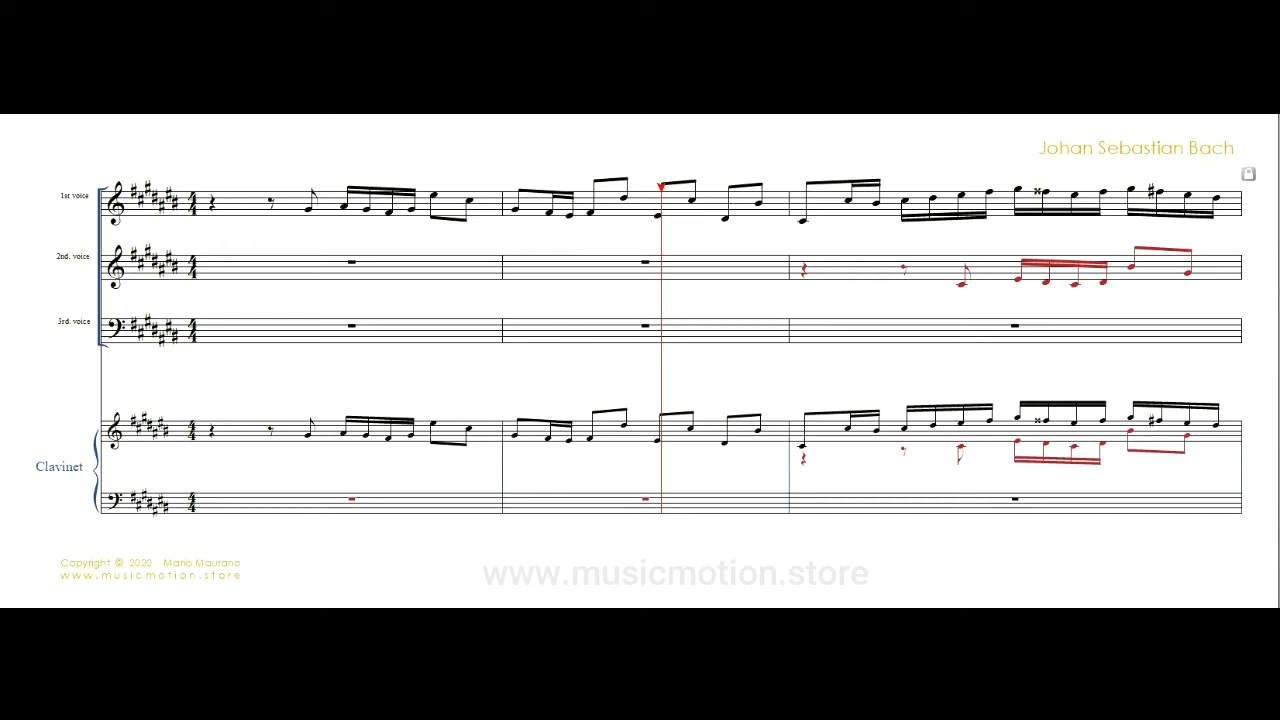 Johan Sebastian Bach
1st voice
2nd. voice
3rd. voice
Clavinet
Copyright © 2020 Mario Maurano
www.musicmotion.store
www.musicmotion.store